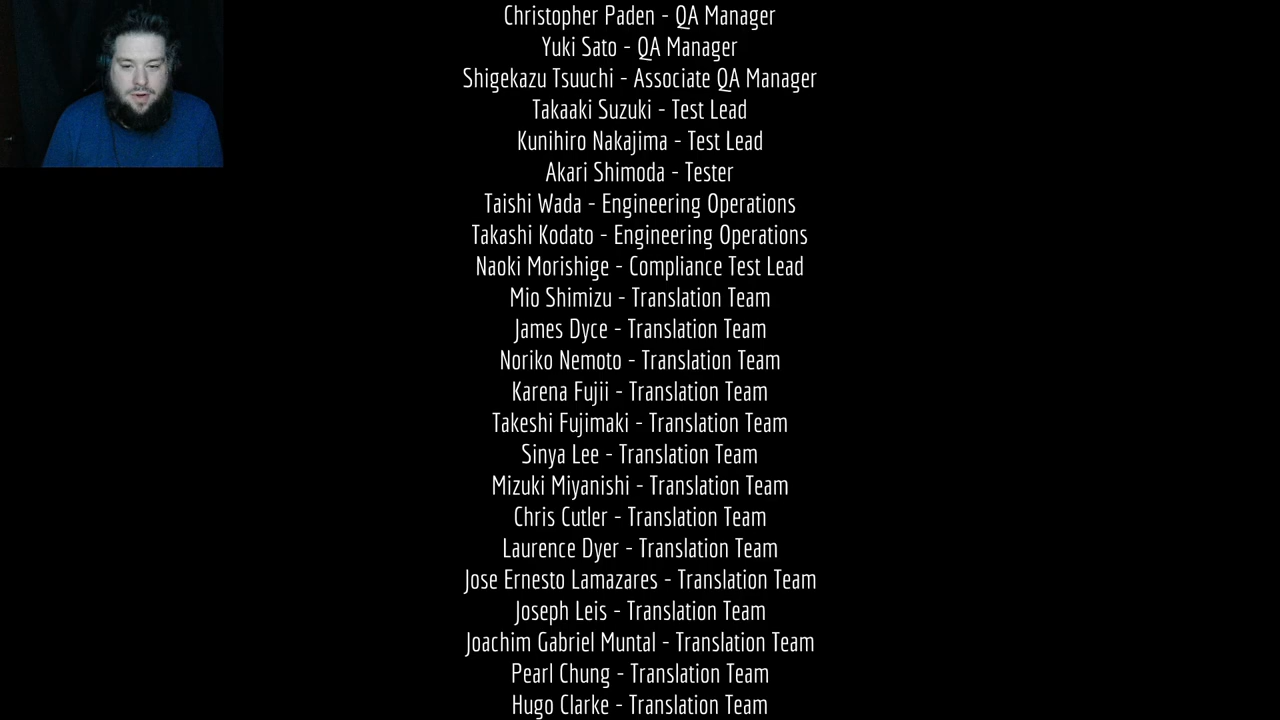 Christopher Paden - QA Manager
Yuki Sato - QA Manager
Shigekazu Tsuuchi - Associate QA Manager
Takaaki Suzuki - Test Lead
Kunihiro Nakajima - Test Lead
Akari Shimoda - Tester
Taishi Wada - Engineering Operations
Takashi Kodato - Engineering Operations
Naoki Morishige - Compliance Test Lead
Mio Shimizu - Translation Team
James Dyce - Translation Team
Noriko Nemoto - Translation Team
Karena Fujii - Translation Team
Takeshi Fujimaki - Translation Team
Sinya Lee - Translation Team
Mizuki Miyanishi - Translation Team
Chris Cutler - Translation Team
Laurence Dyer - Translation Team
Jose Ernesto Lamazares - Translation Team
Joseph Leis - Translation Team
Joachim Gabriel Muntal - Translation Team
Pearl Chung - Translation Team
Hugo Clarke - Translation Team